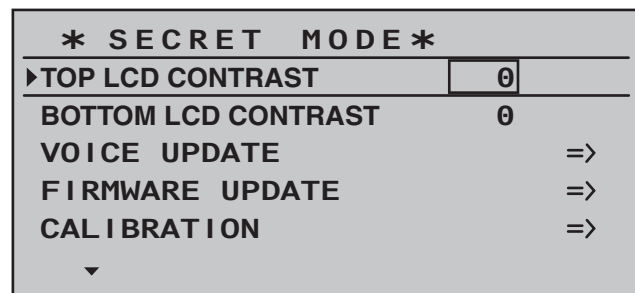 * SECRET MODE*
TOP LCD CONTRAST 0
BOTTOM LCD CONTRAST 0
VOICE UPDATE =>
FIRMWARE UPDATE =>
CALIBRATION =>